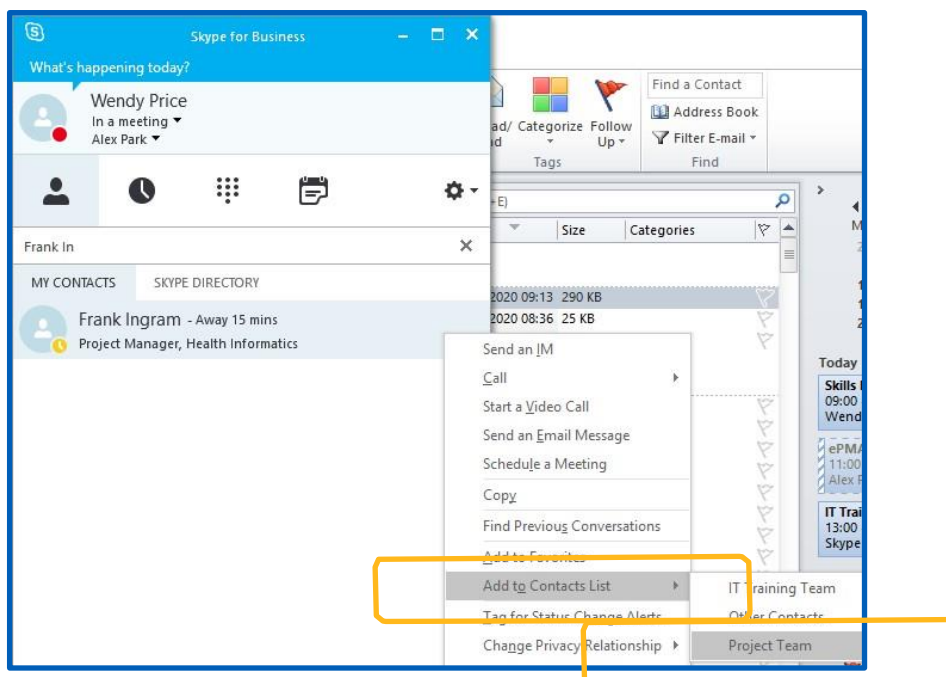 Skype for Business
What's happening today?
Wendy Price
In a meeting
Alex Park
Frank In
MY CONTACTS SKYPE DIRECTORY
Frank Ingram - Away 15 mins
Project Manager, Health Informatics
Send an IM
Call
Start a Video Call
Send an Email Message
Schedule a Meeting
Copy
Find Previous Conversations
Add to Favorites
Add to Contacts List
Tag for Status Change Alerts
Change Privacy Relationship
IT Training Team
Other Contacts
Project Team
Categorize Follow
Up
Tags
Find a Contact
Address Book
Filter E-mail
Find
+E)
Size Categories
2020 09:13 290 KB
2020 08:36 25 KB
Today
Skills
09:00
Wend
ePMA
11:00
Alex
IT Trai
13:00
Skype